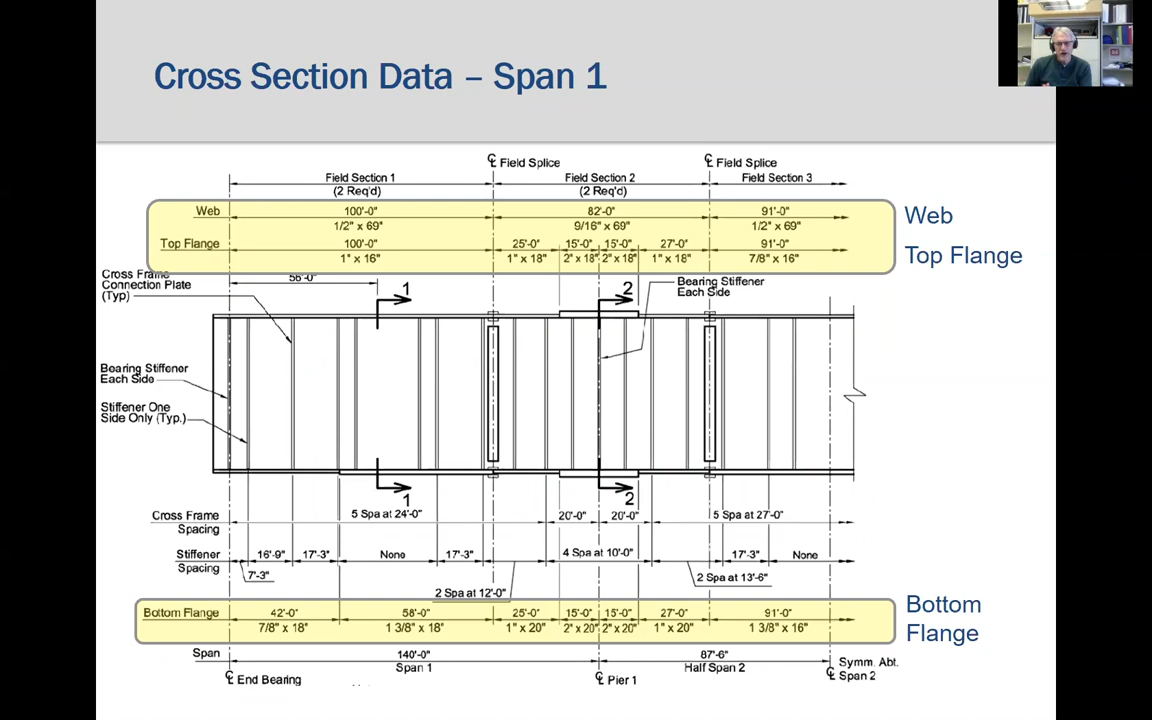 Cross Section Data – Span 1
℄ Field Splice
℄ Field Splice
Field Section 1
(2 Req'd)
Field Section 2
(2 Req'd)
Field Section 3
Web
100'-0"
1/2" x 69"
82'-0"
9/16" x 69"
91'-0"
1/2" x 69"
Web
Top Flange
100'-0"
1" x 16"
25'-0"
1" x 18"
15'-0"
2" x 18"
15'-0"
2" x 18"
27'-0"
1" x 18"
91'-0"
7/8" x 16"
Top Flange
Cross Frame
Connection Plate
(Typ)
56'-0"
1
2
Bearing Stiffener
Each Side
Bearing Stiffener
Each Side
Stiffener One
Side Only (Typ.)
1
2
Cross Frame
Spacing
5 Spa at 24'-0"
20'-0"
20'-0"
5 Spa at 27'-0"
Stiffener
Spacing
16'-9"
17'-3"
None
17'-3"
4 Spa at 10'-0"
17'-3"
None
7'-3"
2 Spa at 12'-0"
2 Spa at 13'-6"
Bottom Flange
42'-0"
7/8" x 18"
58'-0"
1 3/8" x 18"
25'-0"
1" x 20"
15'-0"
2" x 20"
15'-0"
2" x 20"
27'-0"
1" x 20"
91'-0"
1 3/8" x 16"
Bottom
Flange
Span
140'-0"
Span 1
87'-6"
Half Span 2
℄ End Bearing
℄ Pier 1
Symm. Abt.
℄ Span 2